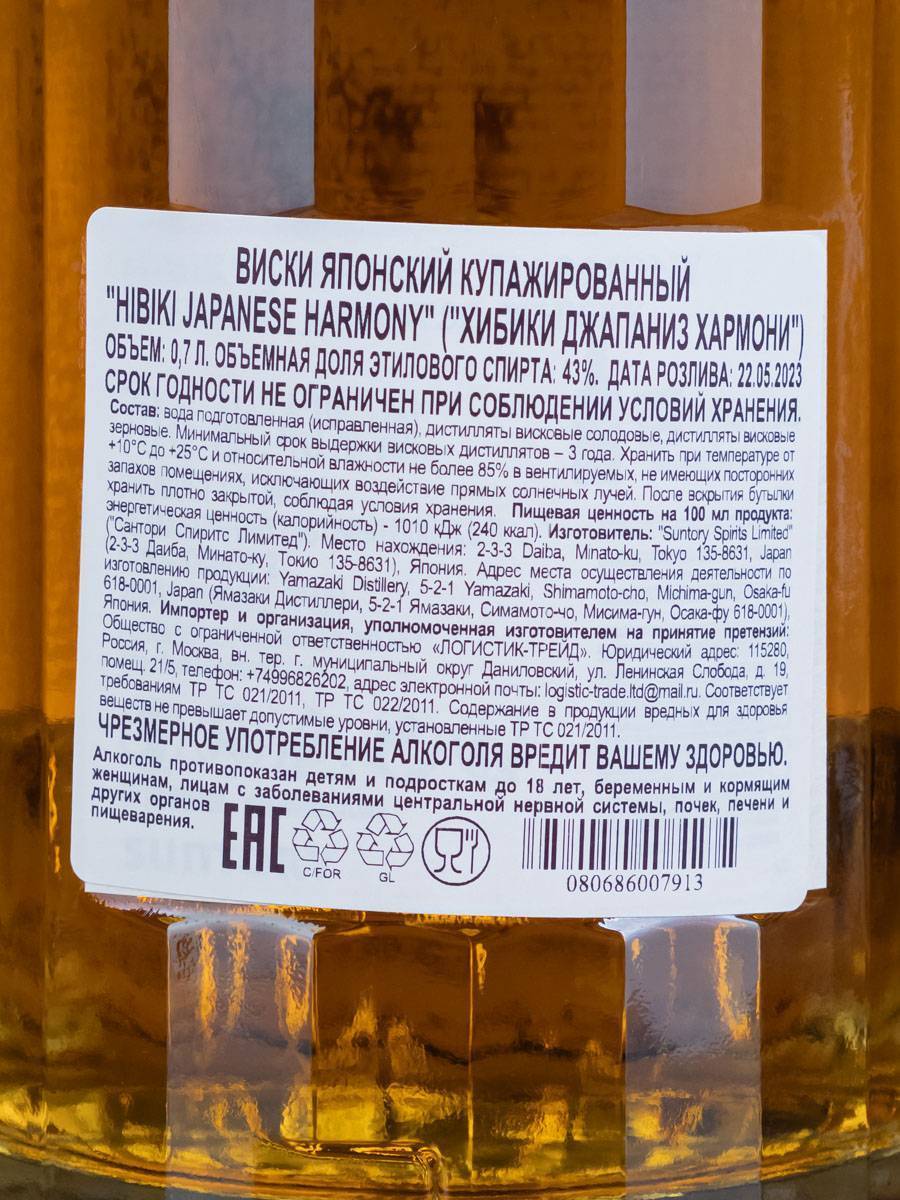 ВИСКИ ЯПОНСКИЙ КУПАЖИРОВАННЫЙ
"HIBIKI JAPANESE HARMONY" ("ХИБИКИ ДЖАПАНИЗ ХАРМОНИ")
ОБЪЕМ: 0,7 Л. ОБЪЕМНАЯ ДОЛЯ ЭТИЛОВОГО СПИРТА: 43%. ДАТА РОЗЛИВА: 22.05.2023
СРОК ГОДНОСТИ НЕ ОГРАНИЧЕН ПРИ СОБЛЮДЕНИИ УСЛОВИЙ ХРАНЕНИЯ.
Состав: вода подготовленная (исправленная), дистилляты висковые солодовые, дистилляты висковые
зерновые. Минимальный срок выдержки висковых дистиллятов – 3 года. Хранить при температуре от
+10°C до +25°C и относительной влажности не более 85% в вентилируемых, не имеющих посторонних
запахов помещениях, исключающих воздействие прямых солнечных лучей. После вскрытия бутылки
хранить плотно закрытой, соблюдая условия хранения. Пищевая ценность на 100 мл продукта:
энергетическая ценность (калорийность) - 1010 кДж (240 ккал). Изготовитель: "Suntory Spirits Limited"
("Сантори Спиритс Лимитед"). Место нахождения: 2-3-3 Daiba, Minato-ku, Tokyo 135-8631, Japan
(2-3-3 Даиба, Минато-ку, Токио 135-8631), Япония. Адрес места осуществления деятельности по
изготовлению продукции: Yamazaki Distillery, 5-2-1 Yamazaki, Shimamoto-cho, Michima-gun, Osaka-fu
618-0001, Japan (Ямазаки Дистиллери, 5-2-1 Ямазаки, Симамото-чо, Мисима-гун, Осака-фу 618-0001),
Япония. Импортер и организация, уполномоченная изготовителем на принятие претензий:
Общество с ограниченной ответственностью «ЛОГИСТИК-ТРЕЙД». Юридический адрес: 115280,
Россия, г. Москва, вн. тер. г. муниципальный округ Даниловский, ул. Ленинская Слобода, д. 19,
помещ. 21/5, телефон: +74996826202, адрес электронной почты: logistic-trade.ltd@mail.ru. Соответствует
требованиям ТР ТС 021/2011, ТР ТС 022/2011. Содержание в продукции вредных для здоровья
веществ не превышает допустимые уровни, установленные ТР ТС 021/2011.
ЧРЕЗМЕРНОЕ УПОТРЕБЛЕНИЕ АЛКОГОЛЯ ВРЕДИТ ВАШЕМУ ЗДОРОВЬЮ.
Алкоголь противопоказан детям и подросткам до 18 лет, беременным и кормящим
женщинам, лицам с заболеваниями центральной нервной системы, почек, печени и
других органов
пищеварения.
EAC
C/FOR
GL
080686007913